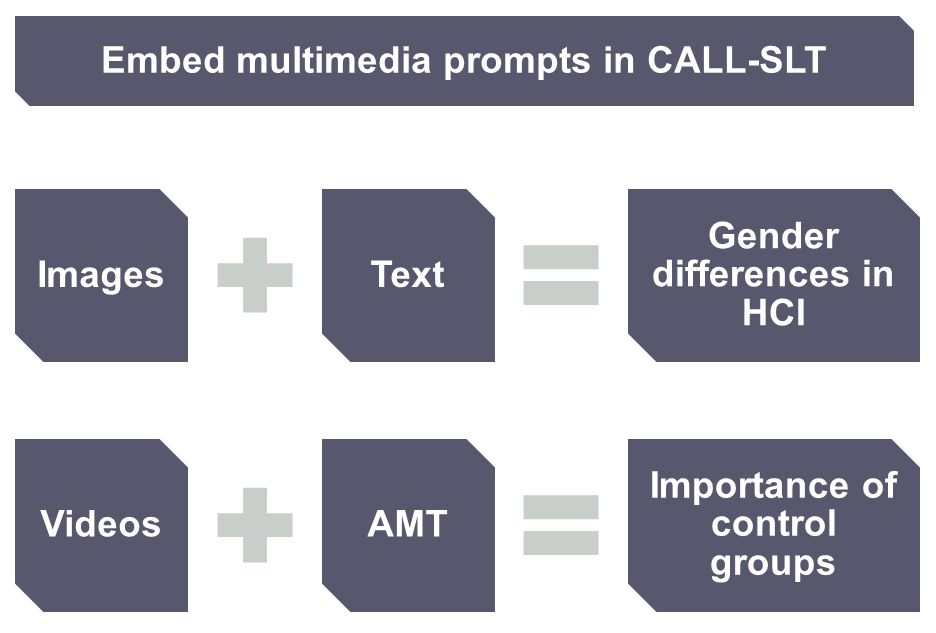 Embed multimedia prompts in CALL-SLT
Images
Text
Gender
differences in
HCI
Videos
AMT
Importance of
control
groups